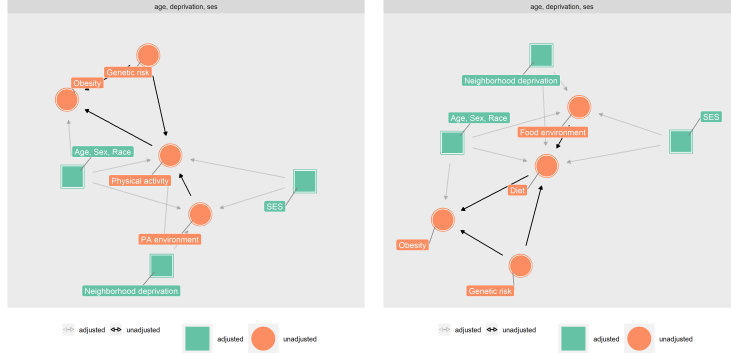 age, deprivation, ses
Genetic risk
Obesity
Age, Sex, Race
Physical activity
SES
PA environment
Neighborhood deprivation
adjusted
unadjusted
adjusted
unadjusted
age, deprivation, ses
Neighborhood deprivation
Age, Sex, Race
SES
Food environment
Diet
Obesity
Genetic risk
adjusted
unadjusted
adjusted
unadjusted